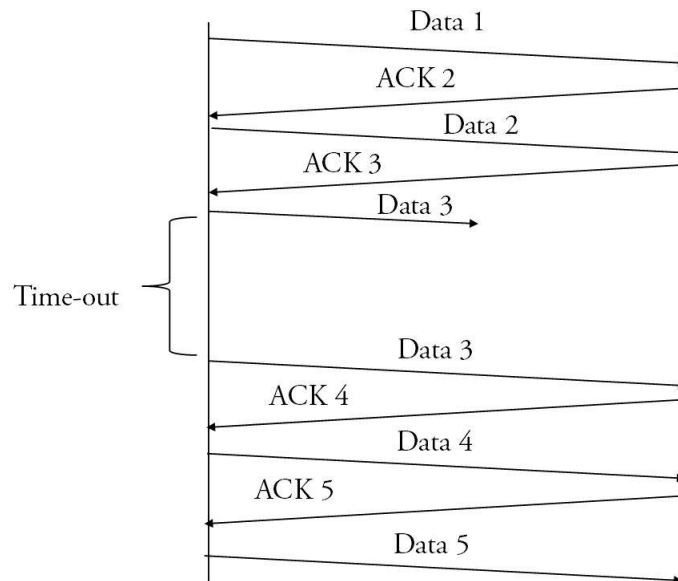 Data 1
ACK 2
Data 2
ACK 3
Data 3
Time-out
Data 3
ACK 4
Data 4
ACK 5
Data 5